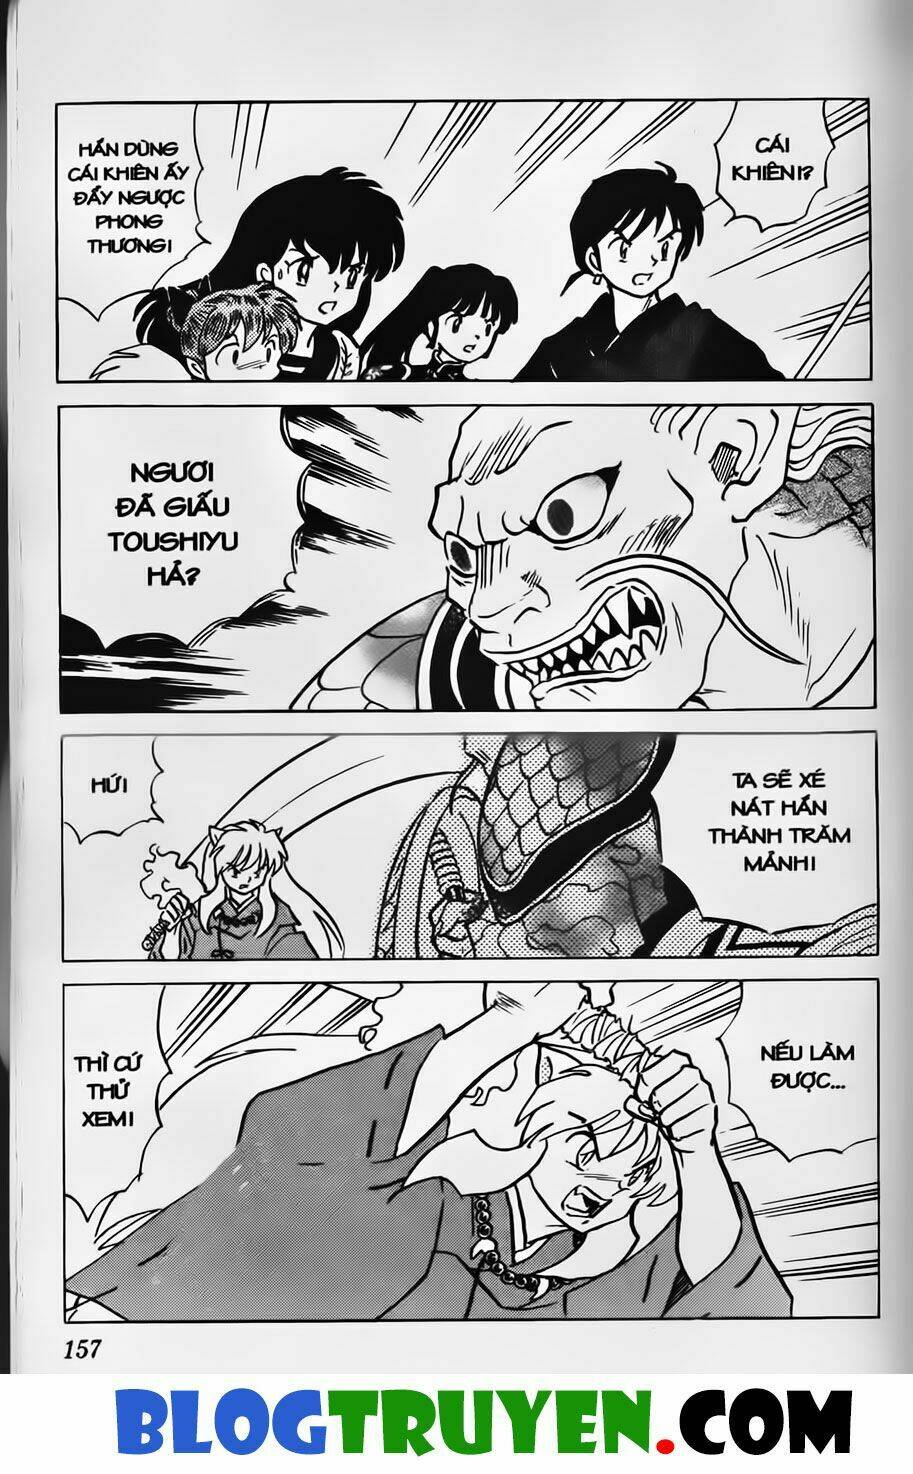 HẮN DÙNG
CÁI KHIÊN ẤY
ĐẨY NGƯỢC
PHONG
THƯƠNG!
CÁI
KHIÊN!?
NGƯƠI
ĐÃ GIẤU
TOUSHIYU
HẢ?
HỨ!
TA SẼ XÉ
NÁT HẮN
THÀNH TRĂM
MẢNH!
THÌ CỨ
THỬ
XEM!
NẾU LÀM
ĐƯỢC...
157
BLOGTRUYEN.COM